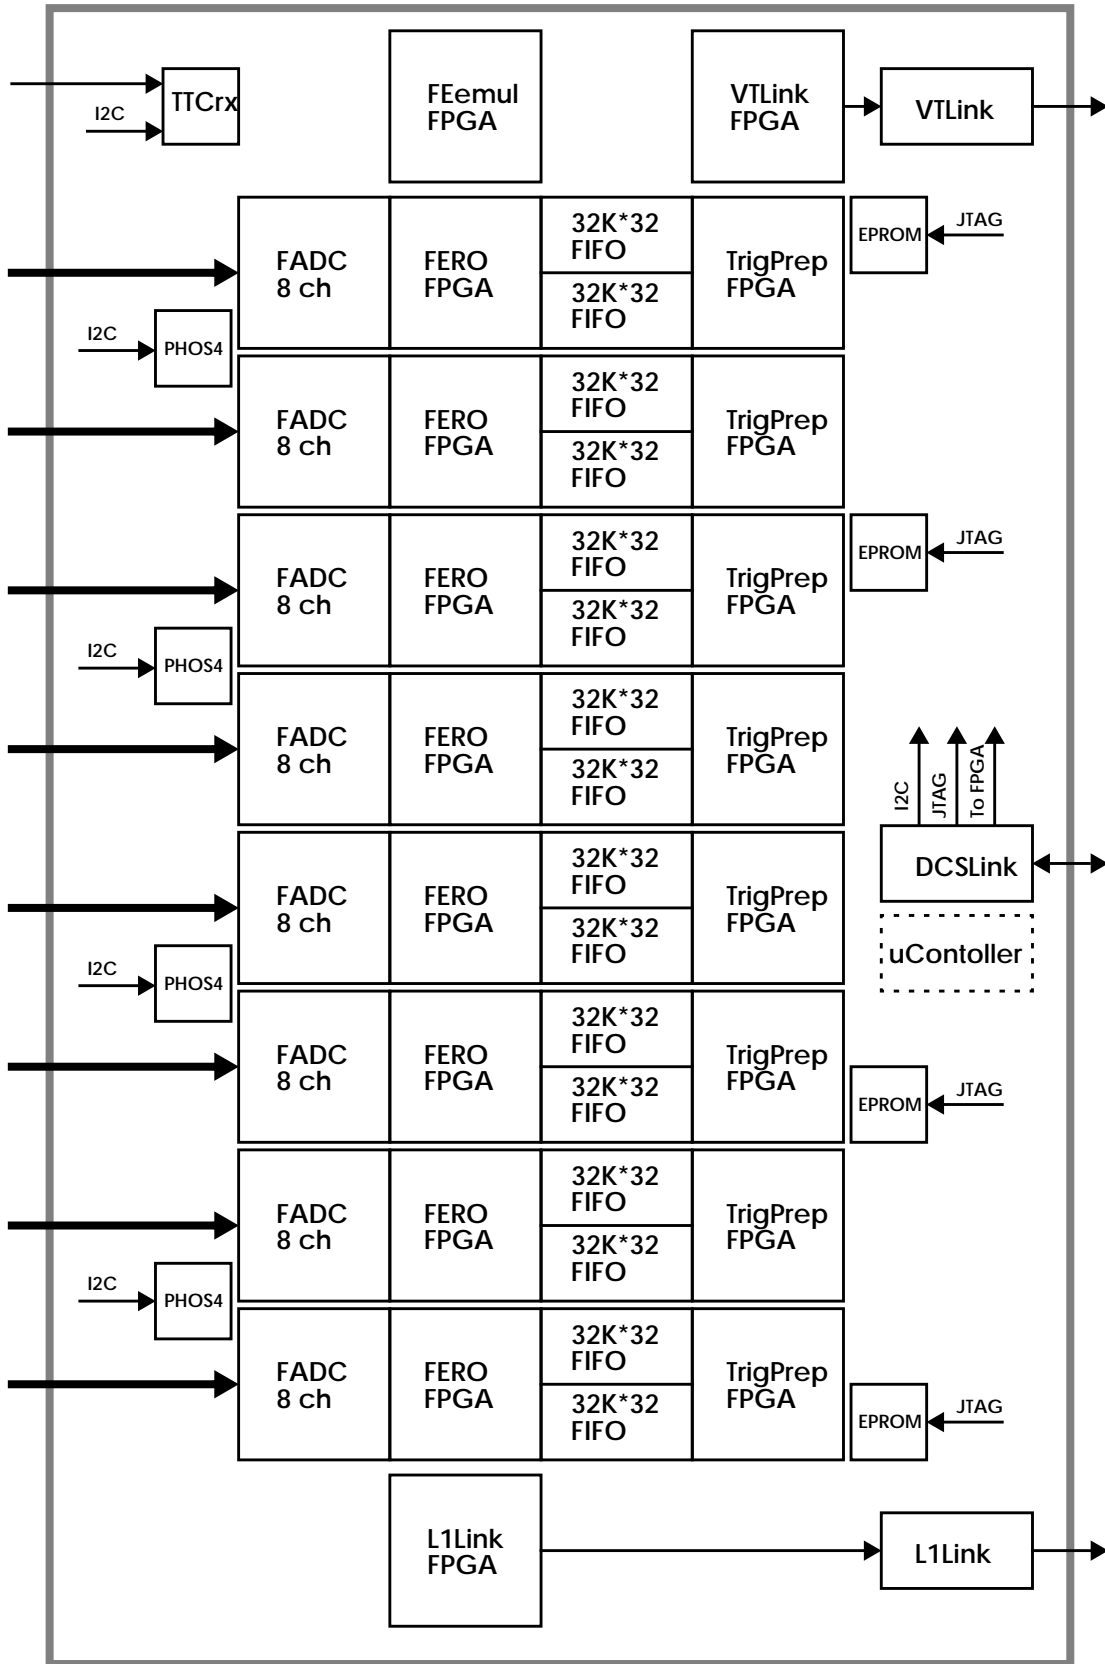 TTCrx
I2C
FEemul
FPGA
VTLink
FPGA
VTLink
FADC
8 ch
FERO
FPGA
32K*32
FIFO
32K*32
FIFO
TrigPrep
FPGA
EPROM
JTAG
I2C
PHOS4
FADC
8 ch
FERO
FPGA
32K*32
FIFO
32K*32
FIFO
TrigPrep
FPGA
FADC
8 ch
FERO
FPGA
32K*32
FIFO
32K*32
FIFO
TrigPrep
FPGA
EPROM
JTAG
I2C
PHOS4
FADC
8 ch
FERO
FPGA
32K*32
FIFO
32K*32
FIFO
TrigPrep
FPGA
I2C
JTAG
To FPGA
DCSLink
uContoller
FADC
8 ch
FERO
FPGA
32K*32
FIFO
32K*32
FIFO
TrigPrep
FPGA
I2C
PHOS4
FADC
8 ch
FERO
FPGA
32K*32
FIFO
32K*32
FIFO
TrigPrep
FPGA
EPROM
JTAG
FADC
8 ch
FERO
FPGA
32K*32
FIFO
32K*32
FIFO
TrigPrep
FPGA
I2C
PHOS4
FADC
8 ch
FERO
FPGA
32K*32
FIFO
32K*32
FIFO
TrigPrep
FPGA
EPROM
JTAG
L1Link
FPGA
L1Link